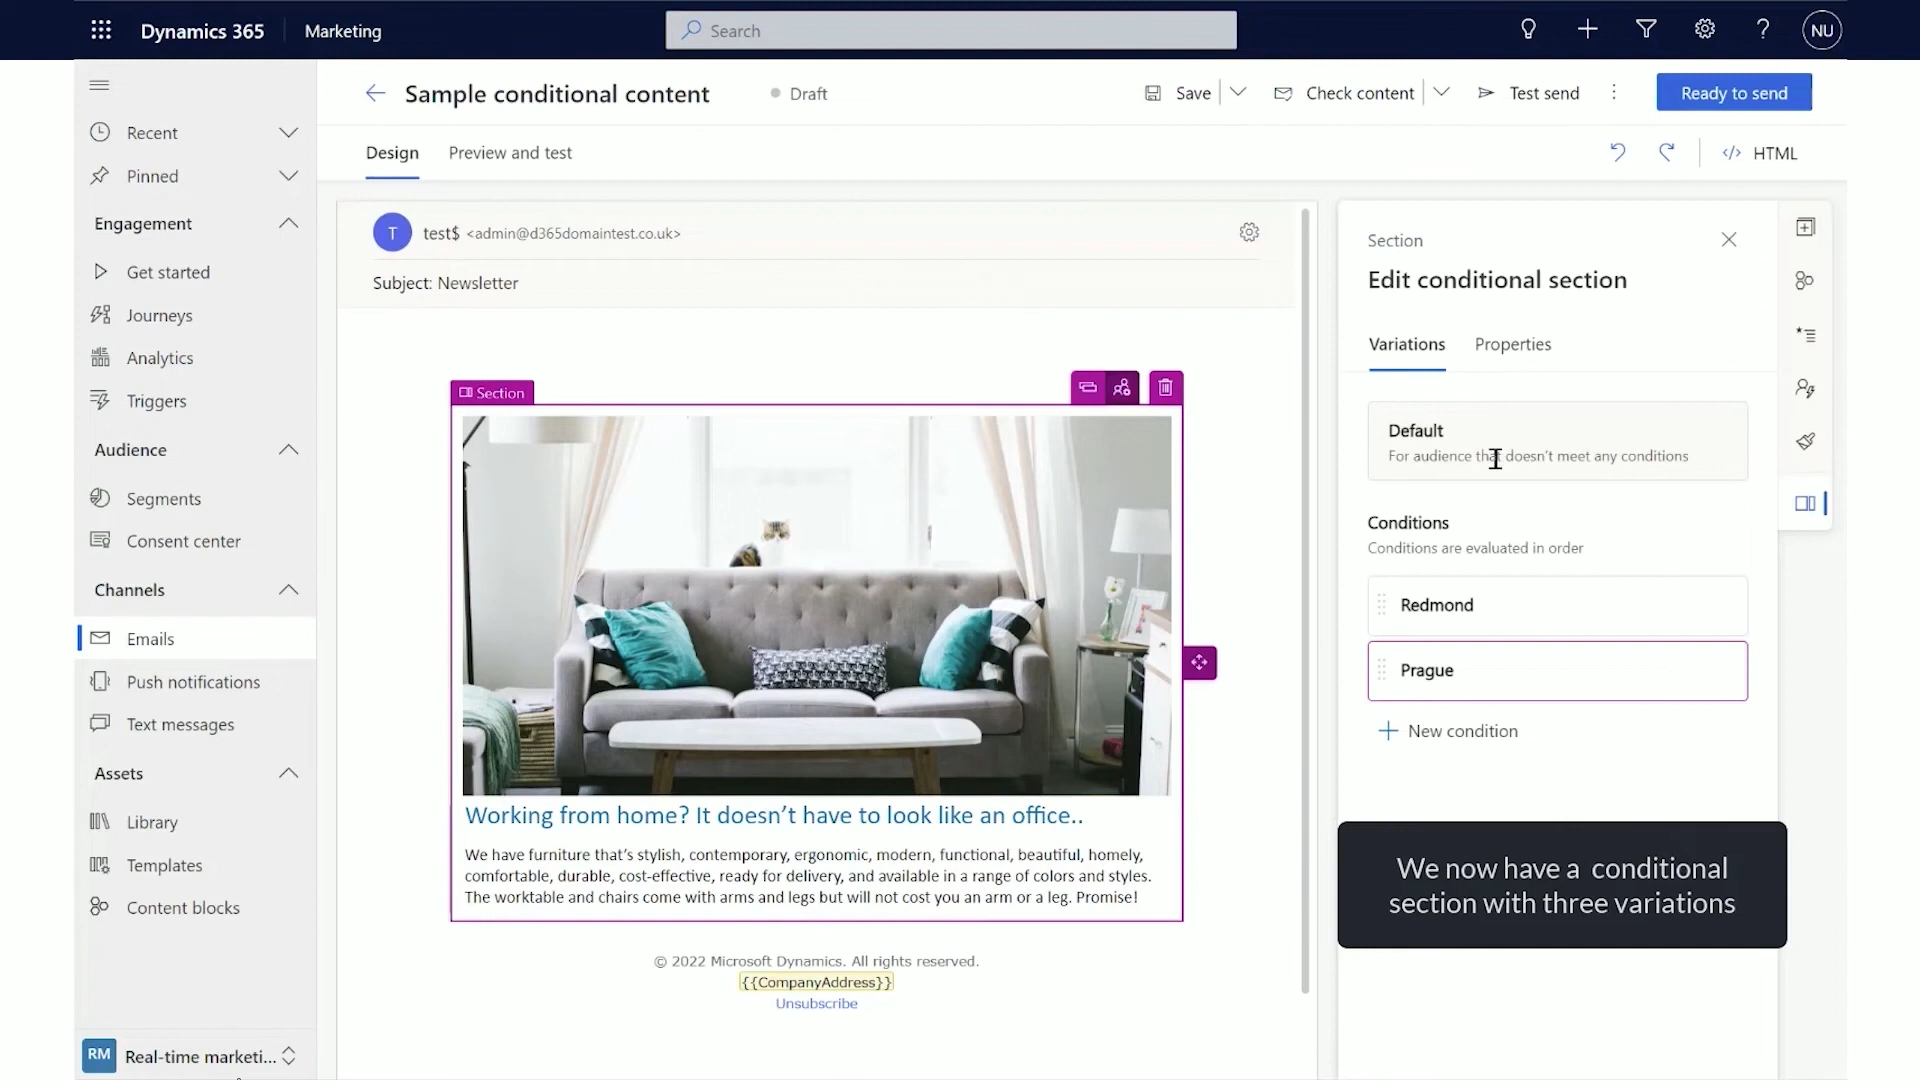 Dynamics 365
Marketing
Search
NU
Recent
Pinned
Engagement
Get started
Journeys
Analytics
Triggers
Audience
Segments
Consent center
Channels
Emails
Push notifications
Text messages
Assets
Library
Templates
Content blocks
RM
Real-time marketi...
Sample conditional content
Draft
Save
Check content
Test send
Ready to send
Design
Preview and test
</> HTML
T
test$ <admin@d365domaintest.co.uk>
Subject: Newsletter
Section
Working from home? It doesn't have to look like an office..
We have furniture that's stylish, contemporary, ergonomic, modern, functional, beautiful, homely,
comfortable, durable, cost-effective, ready for delivery, and available in a range of colors and styles.
The worktable and chairs come with arms and legs but will not cost you an arm or a leg. Promise!
© 2022 Microsoft Dynamics. All rights reserved.
{{CompanyAddress}}
Unsubscribe
Section
Edit conditional section
Variations
Properties
Default
For audience that doesn't meet any conditions
Conditions
Conditions are evaluated in order
Redmond
Prague
New condition
We now have a conditional
section with three variations